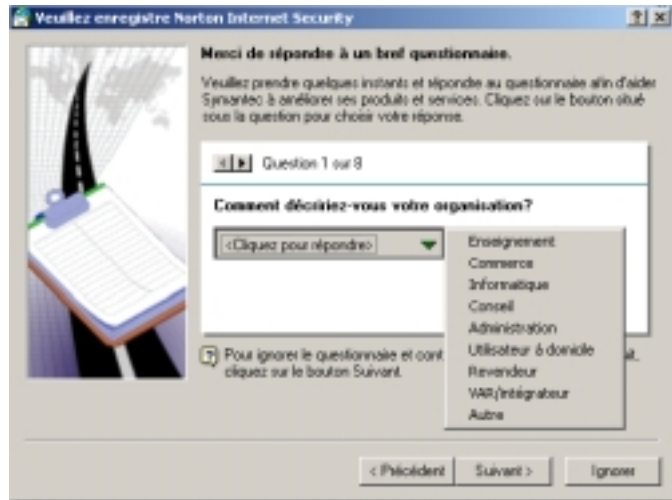 Veuillez enregistre Norton Internet Security
Merci de répondre à un bref questionnaire.
Veuillez prendre quelques instants et répondre au questionnaire afin d'aider
Symantec à améliorer ses produits et services. Cliquez sur le bouton situé
sous la question pour choisir votre réponse.
Question 1 sur 8
Comment décririez-vous votre organisation?
<Cliquez pour répondre>
Enseignement
Commerce
Informatique
Conseil
Administration
Utilisateur à domicile
Revendeur
VAR/Intégrateur
Autre
Pour ignorer le questionnaire et cont
cliquez sur le bouton Suivant.
< Précédent
Suivant >
Ignorer